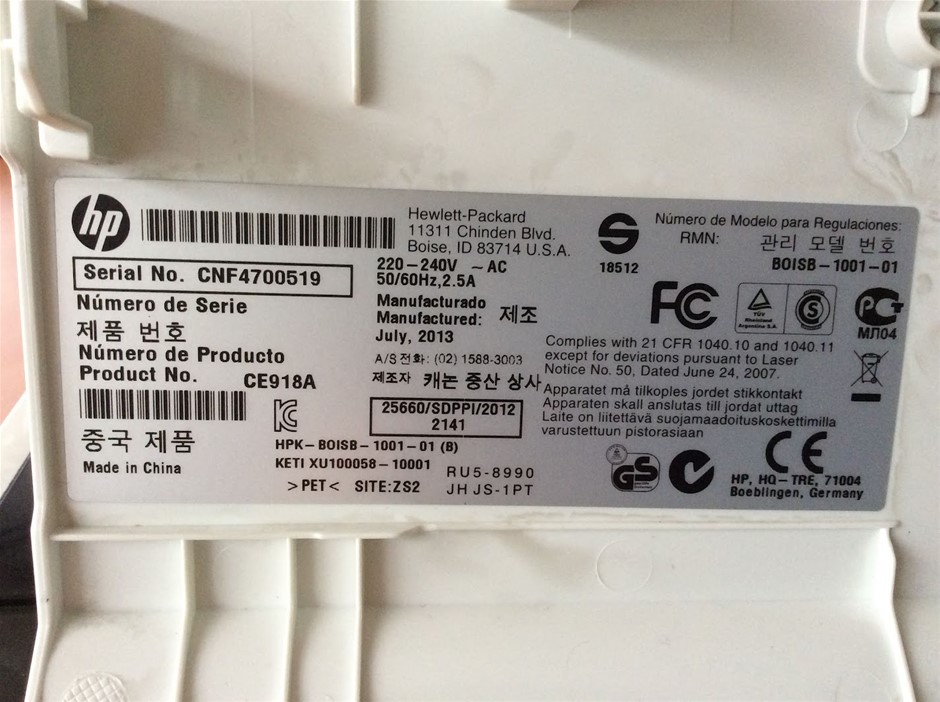 hp
Hewlett-Packard
11311 Chinden Blvd.
Boise, ID 83714 U.S.A.
Serial No. CNF4700519
Número de Serie
제품 번호
Número de Producto
Product No. CE918A
중국 제품
Made in China
220-240V ~ AC
50/60Hz, 2.5A
Manufacturado
Manufactured: 제조
July, 2013
A/S 전화: (02) 1588-3003
제조자 캐논 중산 상사
25660/SDPPI/2012
2141
HPK-BOISB-1001-01 (B)
KETI XU100058-10001
>PET< SITE:ZS2
RU5-8990
JH JS-1PT
S
18512
Número de Modelo para Regulaciones:
RMN: 관리 모델 번호
BOISB-1001-01
FC
TÜV
Rheinland
Argentina S.A.
S
PCT
МЛ04
Complies with 21 CFR 1040.10 and 1040.11
except for deviations pursuant to Laser
Notice No. 50, Dated June 24, 2007.
Apparatet må tilkoples jordet stikkontakt
Apparaten skall anslutas till jordat uttag
Laite on liitettävä suojamaadoituskoskettimilla
varustettuun pistorasiaan
GS
CE
HP, HQ-TRE, 71004
Boeblingen, Germany